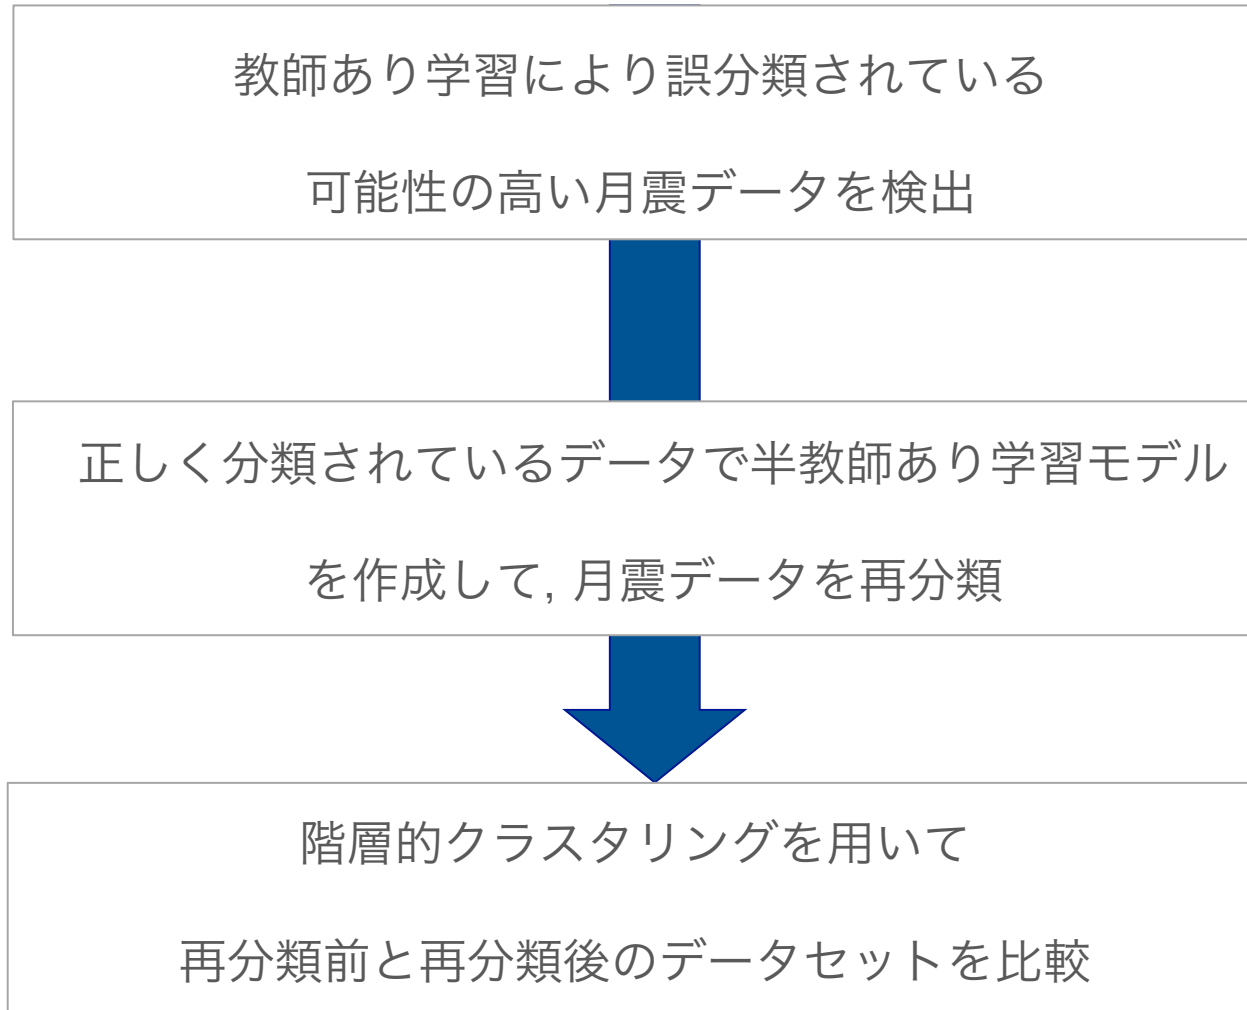 教師あり学習により誤分類されている
可能性の高い月震データを検出
正しく分類されているデータで半教師あり学習モデル
を作成して, 月震データを再分類
階層的クラスタリングを用いて
再分類前と再分類後のデータセットを比較